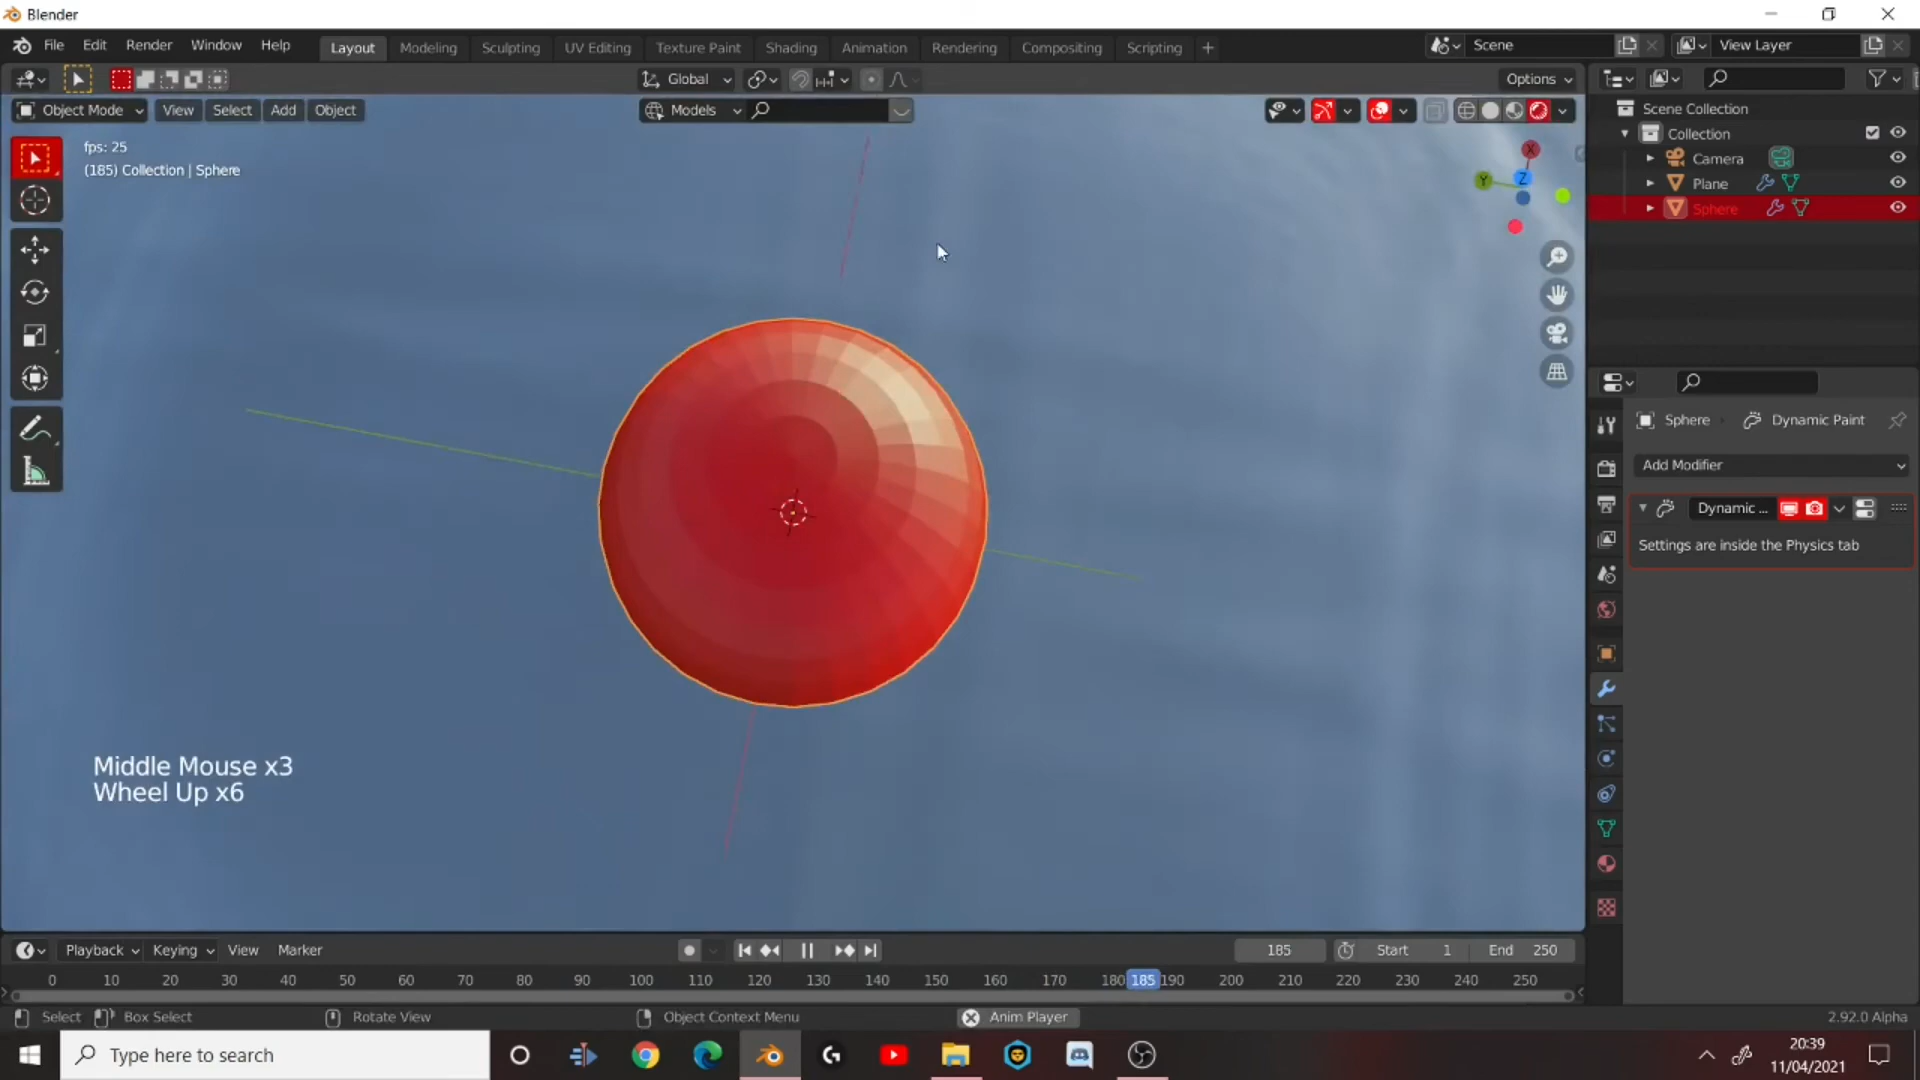 Blender
File Edit Render Window Help Layout Modeling Sculpting UV Editing Texture Paint Shading Animation Rendering Compositing Scripting + Scene View Layer
Global Options
Object Mode View Select Add Object Models
fps: 25
(185) Collection | Sphere
X
Y
Z
Scene Collection
Collection
Camera
Plane
Sphere
Sphere Dynamic Paint
Add Modifier
Dynamic ...
Settings are inside the Physics tab
Middle Mouse x3
Wheel Up x6
Playback Keying View Marker 185 Start 1 End 250
0 10 20 30 40 50 60 70 80 90 100 110 120 130 140 150 160 170 180 185 190 200 210 220 230 240 250
Select Box Select Rotate View Object Context Menu Anim Player 2.92.0 Alpha
Type here to search
20:39
11/04/2021